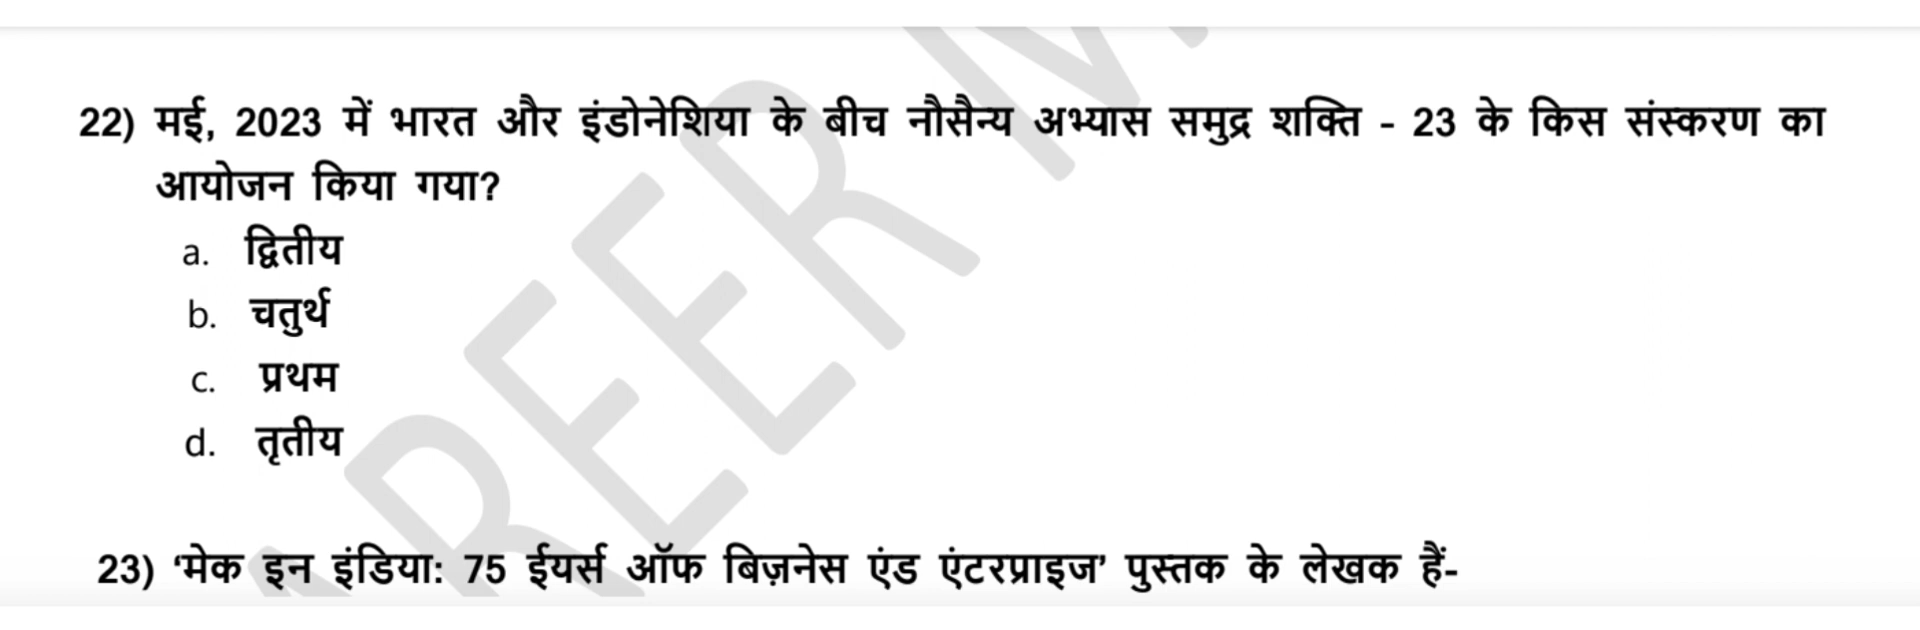 22) मई, 2023 में भारत और इंडोनेशिया के बीच नौसैन्य अभ्यास समुद्र शक्ति - 23 के किस संस्करण का
आयोजन किया गया?
a. द्वितीय
b. चतुर्थ
c. प्रथम
d. तृतीय
23) ‘मेक इन इंडिया: 75 ईयर्स ऑफ बिज़नेस एंड एंटरप्राइज’ पुस्तक के लेखक हैं-